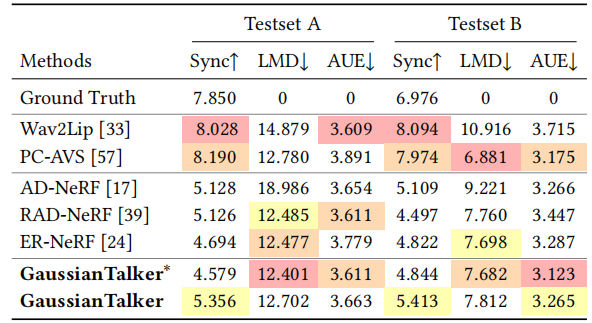 Testset A Testset B
Methods Sync↑ LMD↓ AUE↓ Sync↑ LMD↓ AUE↓
Ground Truth 7.850 0 0 6.976 0 0
Wav2Lip [33] 8.028 14.879 3.609 8.094 10.916 3.715
PC-AVS [57] 8.190 12.780 3.891 7.974 6.881 3.175
AD-NeRF [17] 5.128 18.986 3.654 5.109 9.221 3.266
RAD-NeRF [39] 5.126 12.485 3.611 4.497 7.760 3.447
ER-NeRF [24] 4.694 12.477 3.779 4.822 7.698 3.287
GaussianTalker* 4.579 12.401 3.611 4.844 7.682 3.123
GaussianTalker 5.356 12.702 3.663 5.413 7.812 3.265